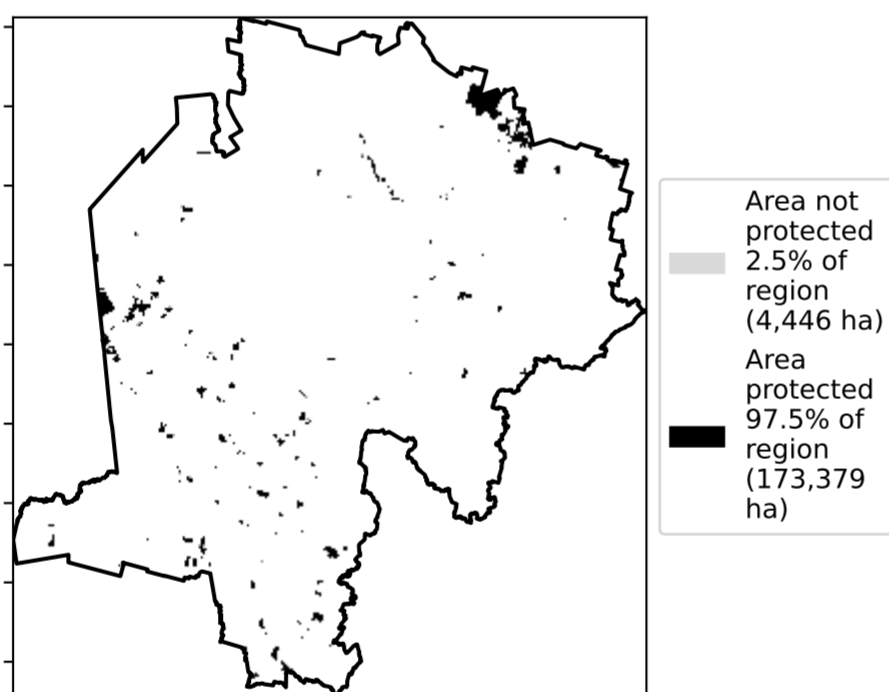 Area not
protected
2.5% of
region
(4,446 ha)
Area
protected
97.5% of
region
(173,379
ha)